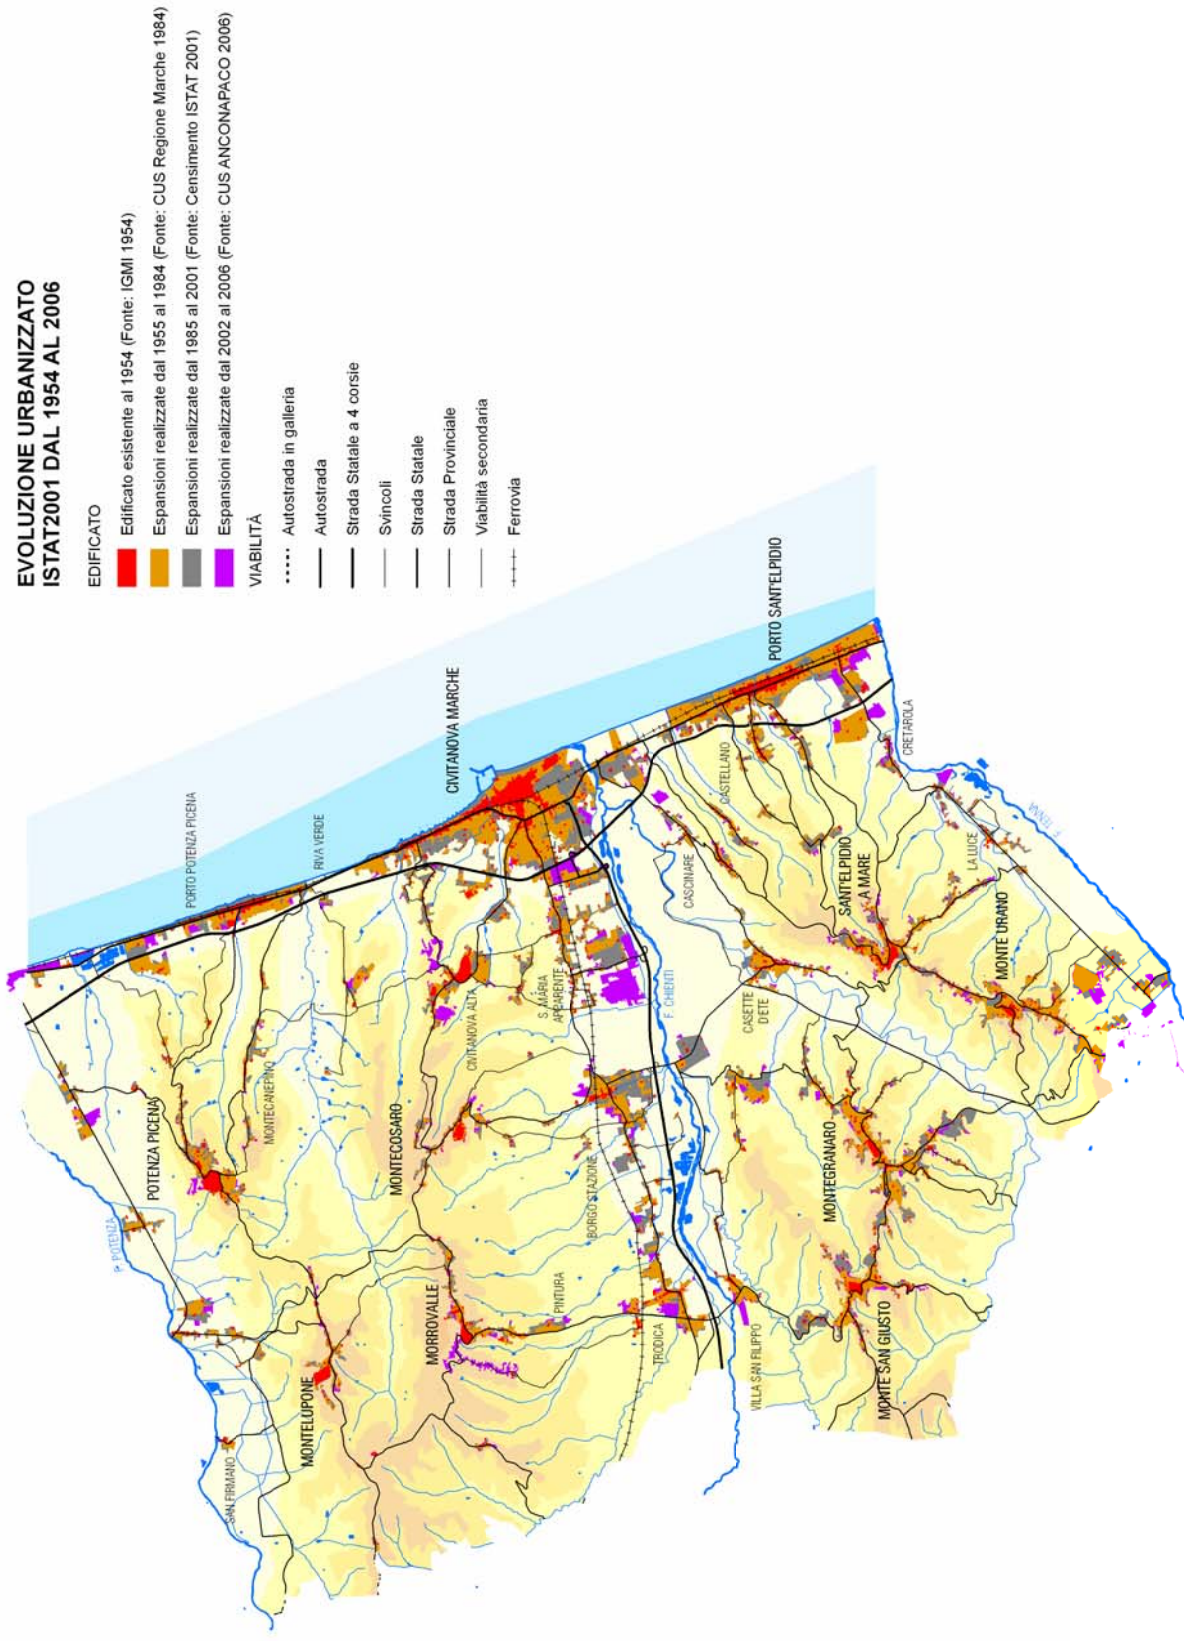 EVOLUZIONE URBANIZZATO
ISTAT2001 DAL 1954 AL 2006
EDIFICATO
Edificato esistente al 1954 (Fonte: IGMI 1954)
Espansioni realizzate dal 1955 al 1984 (Fonte: CUS Regione Marche 1984)
Espansioni realizzate dal 1985 al 2001 (Fonte: Censimento ISTAT 2001)
Espansioni realizzate dal 2002 al 2006 (Fonte: CUS ANCONAPACO 2006)
VIABILITÀ
Autostrada in galleria
Autostrada
Strada Statale a 4 corsie
Svincoli
Strada Statale
Strada Provinciale
Viabilità secondaria
Ferrovia
PORTO POTENZA PICENA
RIVA VERDE
CIVITANOVA MARCHE
PORTO SANT'ELPIDIO
F. POTENZA
POTENZA PICENA
MONTECANEPINO
MONTECOSARO
CIVITANOVA ALTA
S. MARIA
APPARENTE
F. CHIENTI
CASCINARE
CASTELLANO
CRETAROLA
F. TENNA
SANT'ELPIDIO
A MARE
LA LUCE
MONTE URANO
CASETTE
D'ETE
SAN FIRMANO
MONTELUPONE
MORROVALLE
PINTURA
BORGO STAZIONE
TRODICA
VILLA SAN FILIPPO
MONTEGRANARO
MONTE SAN GIUSTO